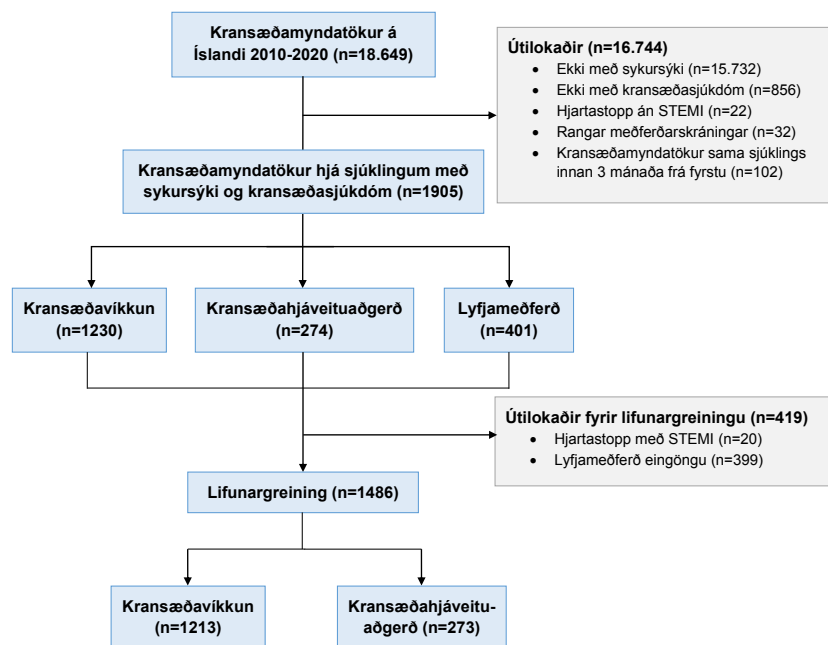 Kransæðamyndatökur á
Íslandi 2010-2020 (n=18.649)
Útilokaðir (n=16.744)
• Ekki með sykursýki (n=15.732)
• Ekki með kransæðasjúkdóm (n=856)
• Hjartastopp án STEMI (n=22)
• Rangar meðferðarskráningar (n=32)
• Kransæðamyndatökur sama sjúklings
innan 3 mánaða frá fyrstu (n=102)
Kransæðamyndatökur hjá sjúklingum með
sykursýki og kransæðasjúkdóm (n=1905)
Kransæðavíkkun
(n=1230)
Kransæðahjáveituaðgerð
(n=274)
Lyfjameðferð
(n=401)
Útilokaðir fyrir lifunargreiningu (n=419)
• Hjartastopp með STEMI (n=20)
• Lyfjameðferð eingöngu (n=399)
Lifunargreining (n=1486)
Kransæðavíkkun
(n=1213)
Kransæðahjáveitu-
aðgerð (n=273)